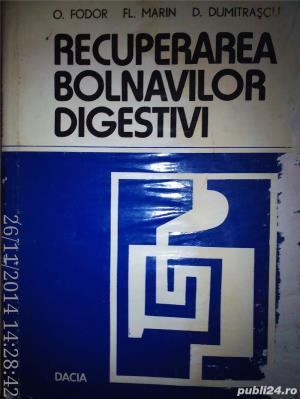 O. FODOR FL. MARIN D. DUMITRAȘCU
RECUPERAREA
BOLNAVILOR
DIGESTIVI
DACIA
26/11/2014 14:28:42
publi24.ro